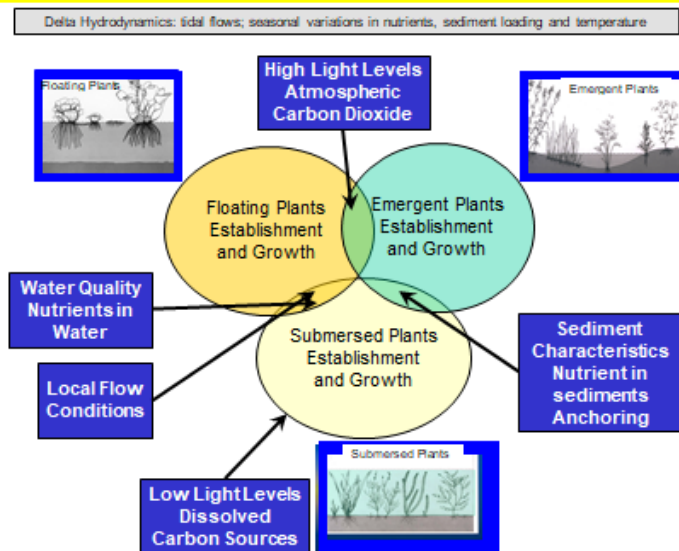 Delta Hydrodynamics: tidal flows; seasonal variations in nutrients, sediment loading and temperature
Floating Plants
High Light Levels
Atmospheric
Carbon Dioxide
Emergent Plants
Floating Plants
Establishment
and Growth
Emergent Plants
Establishment
and Growth
Water Quality
Nutrients in
Water
Submersed Plants
Establishment
and Growth
Sediment
Characteristics
Nutrient in
sediments
Anchoring
Local Flow
Conditions
Submersed Plants
Low Light Levels
Dissolved
Carbon Sources